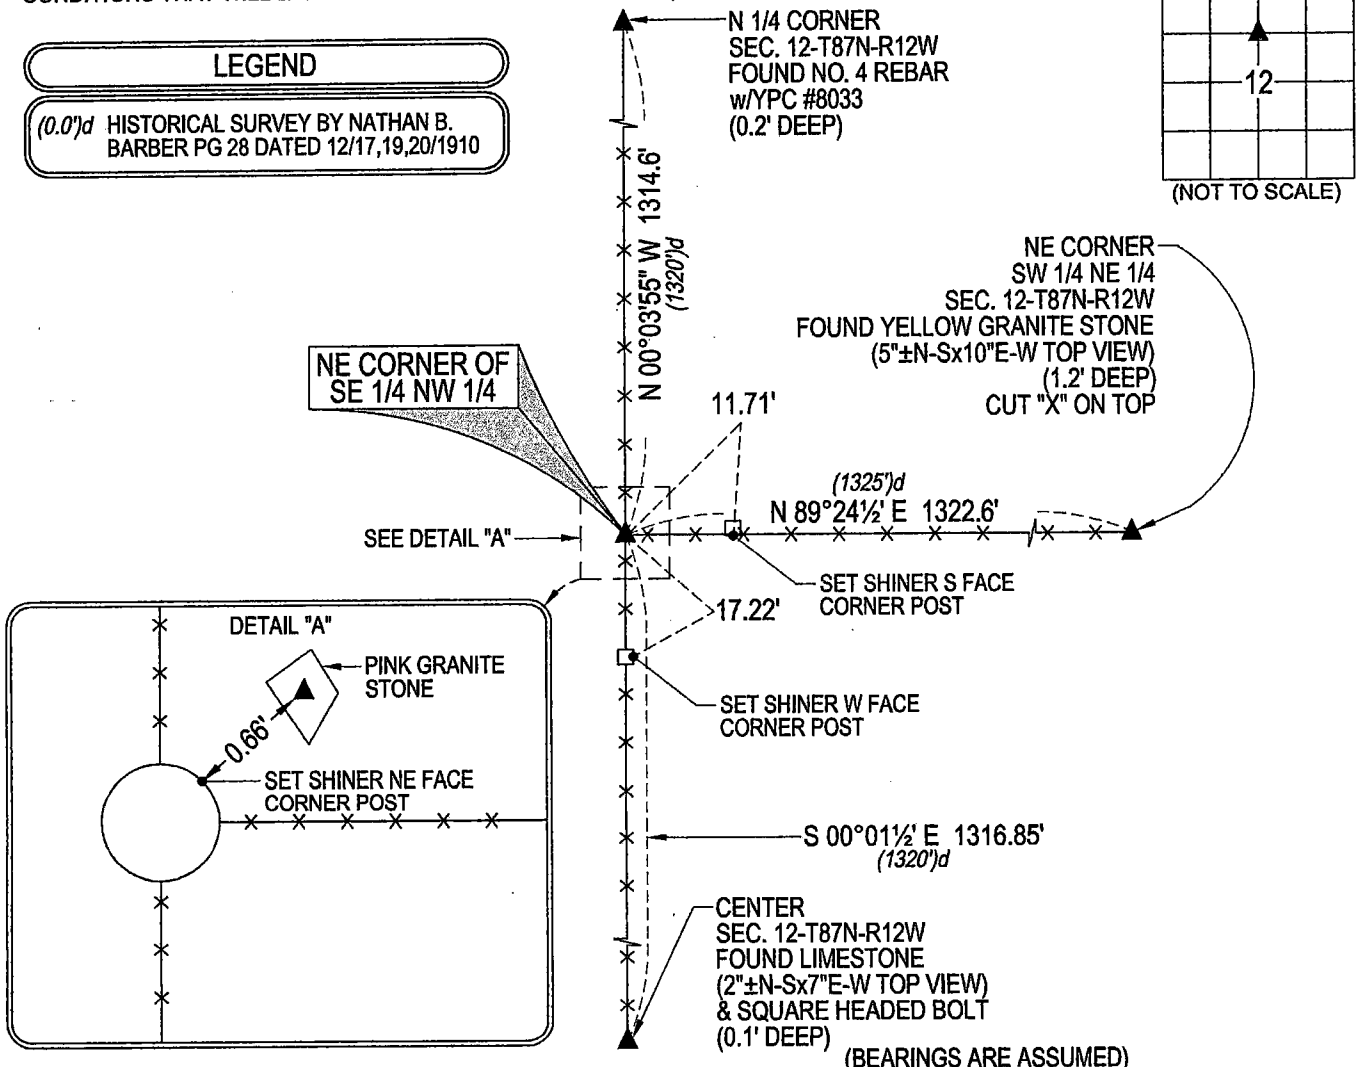 N 1/4 CORNER
SEC. 12-T87N-R12W
FOUND NO. 4 REBAR
w/YPC #8033
(0.2' DEEP)
LEGEND
(0.0')d HISTORICAL SURVEY BY NATHAN B.
BARBER PG 28 DATED 12/17,19,20/1910
12
(NOT TO SCALE)
N 00°03'55" W 1314.6'
(1320')d
NE CORNER
SW 1/4 NE 1/4
SEC. 12-T87N-R12W
FOUND YELLOW GRANITE STONE
(5"±N-Sx10"E-W TOP VIEW)
(1.2' DEEP)
CUT "X" ON TOP
NE CORNER OF
SE 1/4 NW 1/4
11.71'
(1325')d
N 89°24½' E 1322.6'
SEE DETAIL "A"
SET SHINER S FACE
CORNER POST
17.22'
SET SHINER W FACE
CORNER POST
DETAIL "A"
PINK GRANITE
STONE
0.66'
SET SHINER NE FACE
CORNER POST
S 00°01½' E 1316.85'
(1320')d
CENTER
SEC. 12-T87N-R12W
FOUND LIMESTONE
(2"±N-Sx7"E-W TOP VIEW)
& SQUARE HEADED BOLT
(0.1' DEEP)
(BEARINGS ARE ASSUMED)